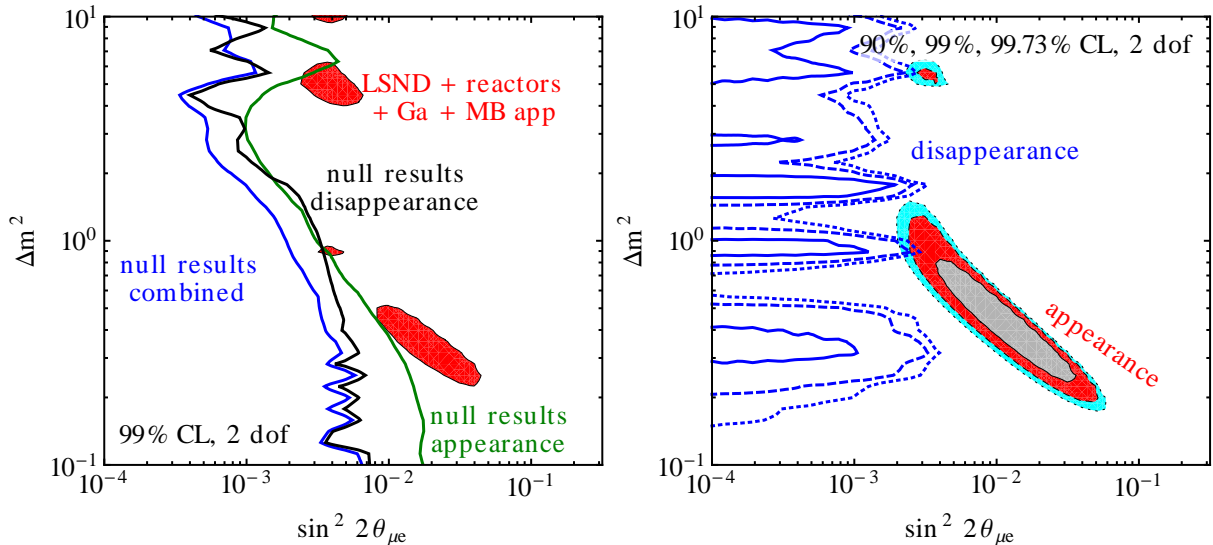 10^1
10^0
10^-1
Δm^2
LSND + reactors
+ Ga + MB app
null results
disappearance
null results
combined
null results
appearance
99% CL, 2 dof
10^-4 10^-3 10^-2 10^-1
sin^2 2θ_μe
10^1
10^0
10^-1
Δm^2
90%, 99%, 99.73% CL, 2 dof
disappearance
appearance
10^-4 10^-3 10^-2 10^-1
sin^2 2θ_μe